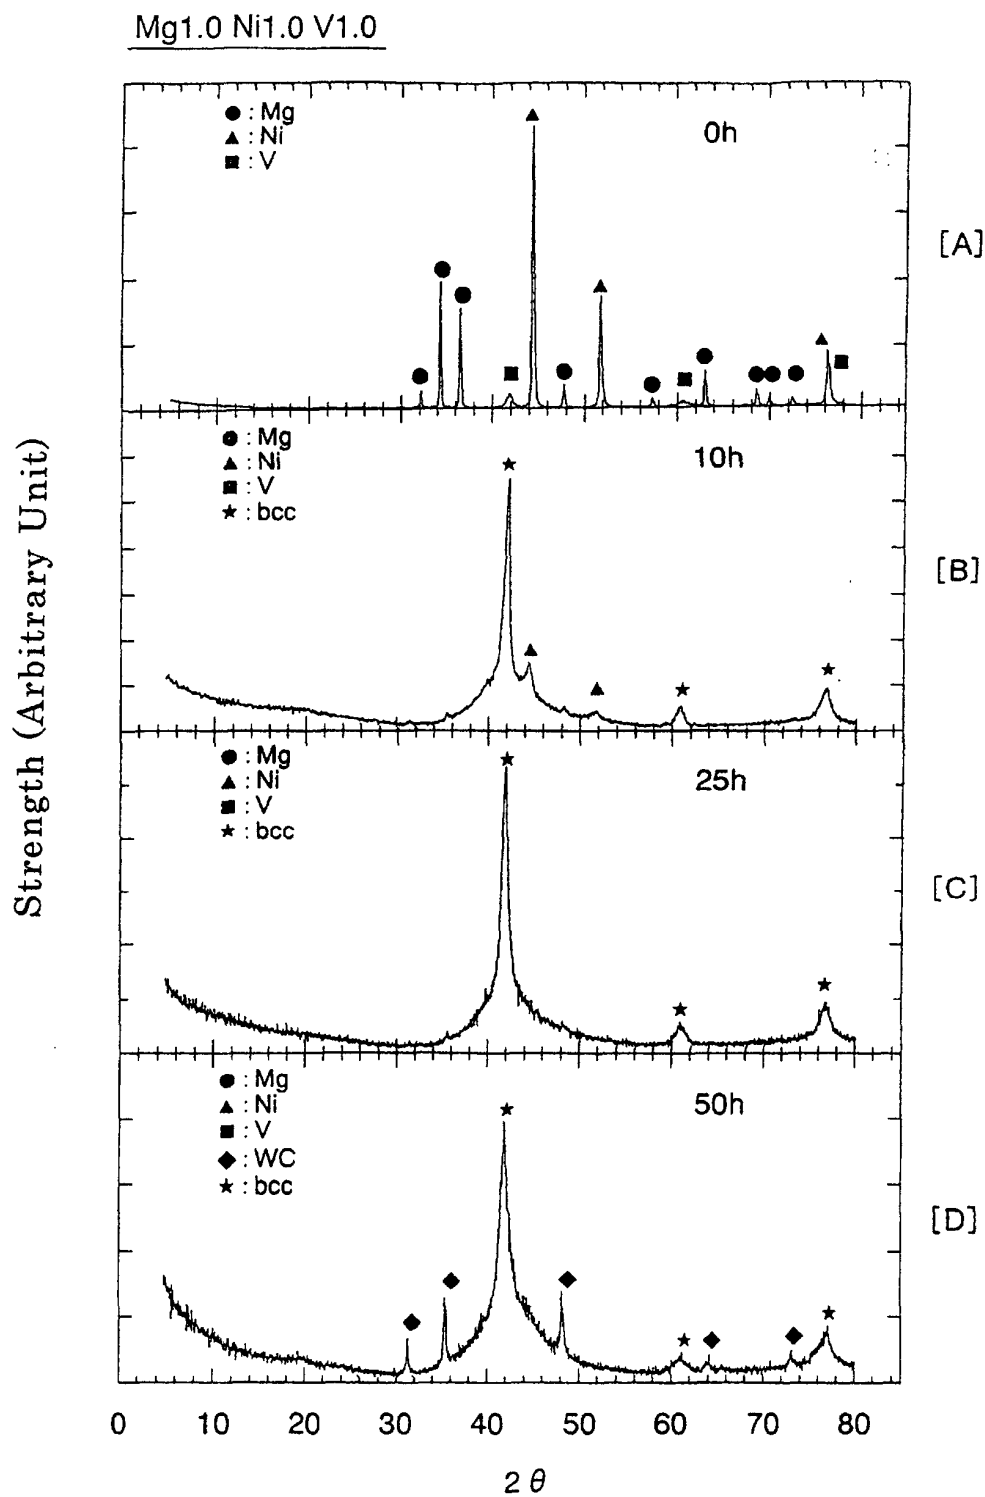 Mg1.0 Ni1.0 V1.0
● : Mg
▲ : Ni
■ : V
0h
[A]
● : Mg
▲ : Ni
■ : V
★ : bcc
10h
[B]
● : Mg
▲ : Ni
■ : V
★ : bcc
25h
[C]
● : Mg
▲ : Ni
■ : V
◆ : WC
★ : bcc
50h
[D]
Strength (Arbitrary Unit)
0 10 20 30 40 50 60 70 80
2 θ